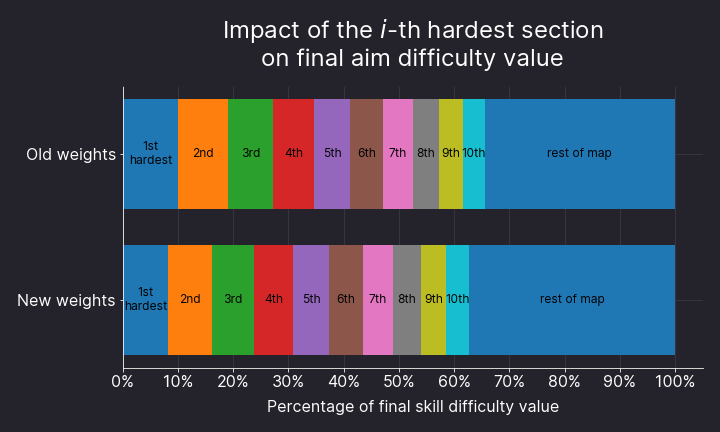 Impact of the i-th hardest section
on final aim difficulty value
Old weights
1st
hardest
2nd
3rd
4th
5th
6th
7th
8th
9th
10th
rest of map
New weights
1st
hardest
2nd
3rd
4th
5th
6th
7th
8th
9th
10th
rest of map
0%
10%
20%
30%
40%
50%
60%
70%
80%
90%
100%
Percentage of final skill difficulty value